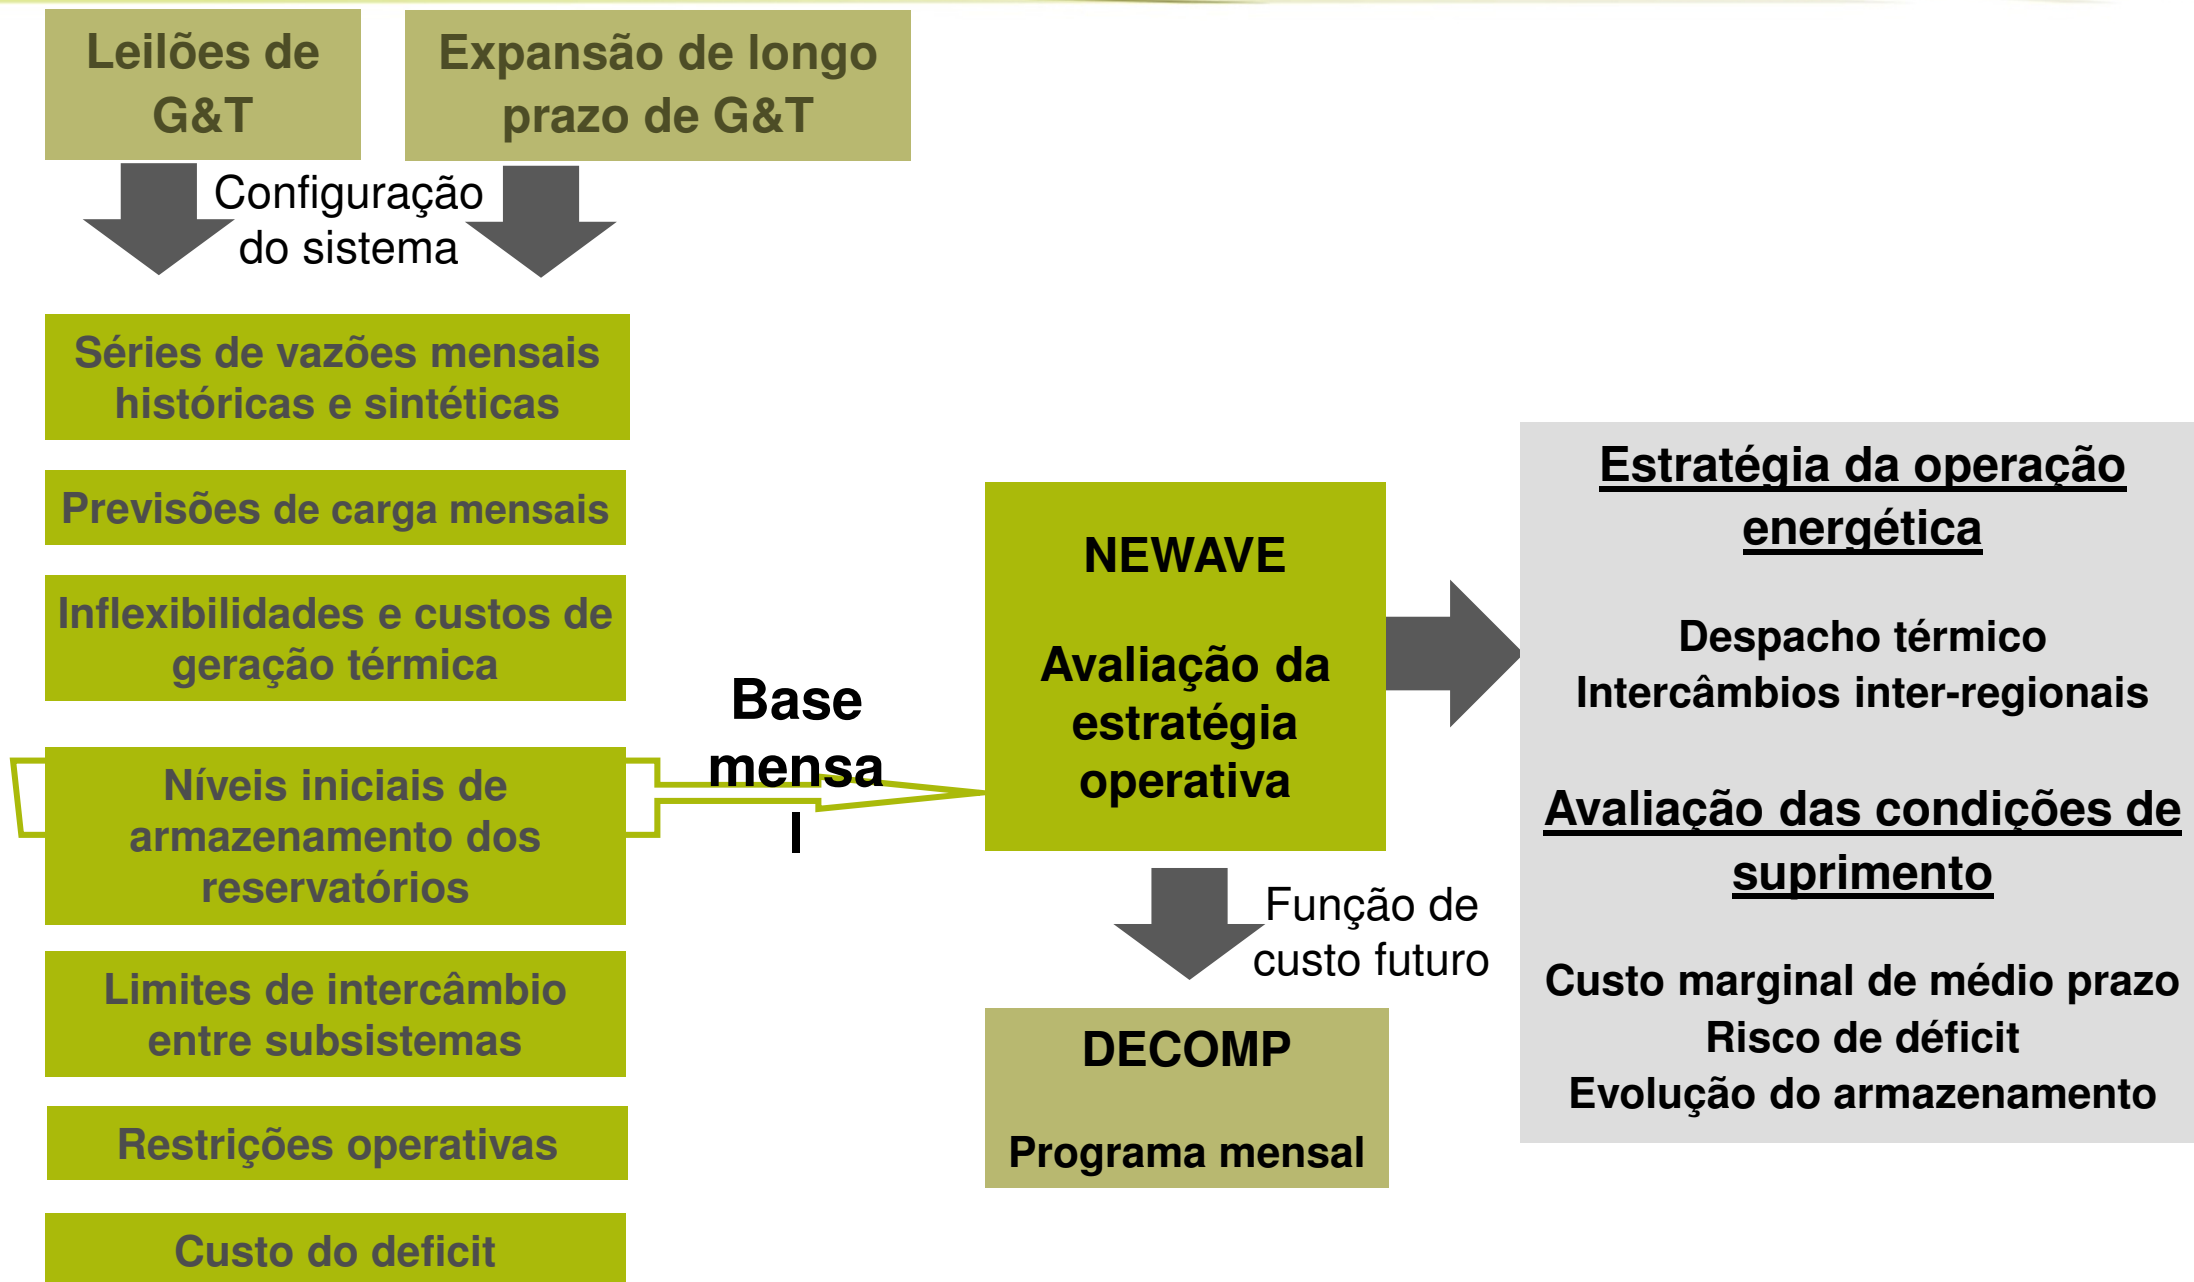 Leilões de
G&T
Expansão de longo
prazo de G&T
Configuração
do sistema
Séries de vazões mensais
históricas e sintéticas
Previsões de carga mensais
Inflexibilidades e custos de
geração térmica
Níveis iniciais de
armazenamento dos
reservatórios
Limites de intercâmbio
entre subsistemas
Restrições operativas
Custo do deficit
Base
mensa
l
NEWAVE
Avaliação da
estratégia
operativa
Função de
custo futuro
DECOMP
Programa mensal
Estratégia da operação
energética
Despacho térmico
Intercâmbios inter-regionais
Avaliação das condições de
suprimento
Custo marginal de médio prazo
Risco de déficit
Evolução do armazenamento